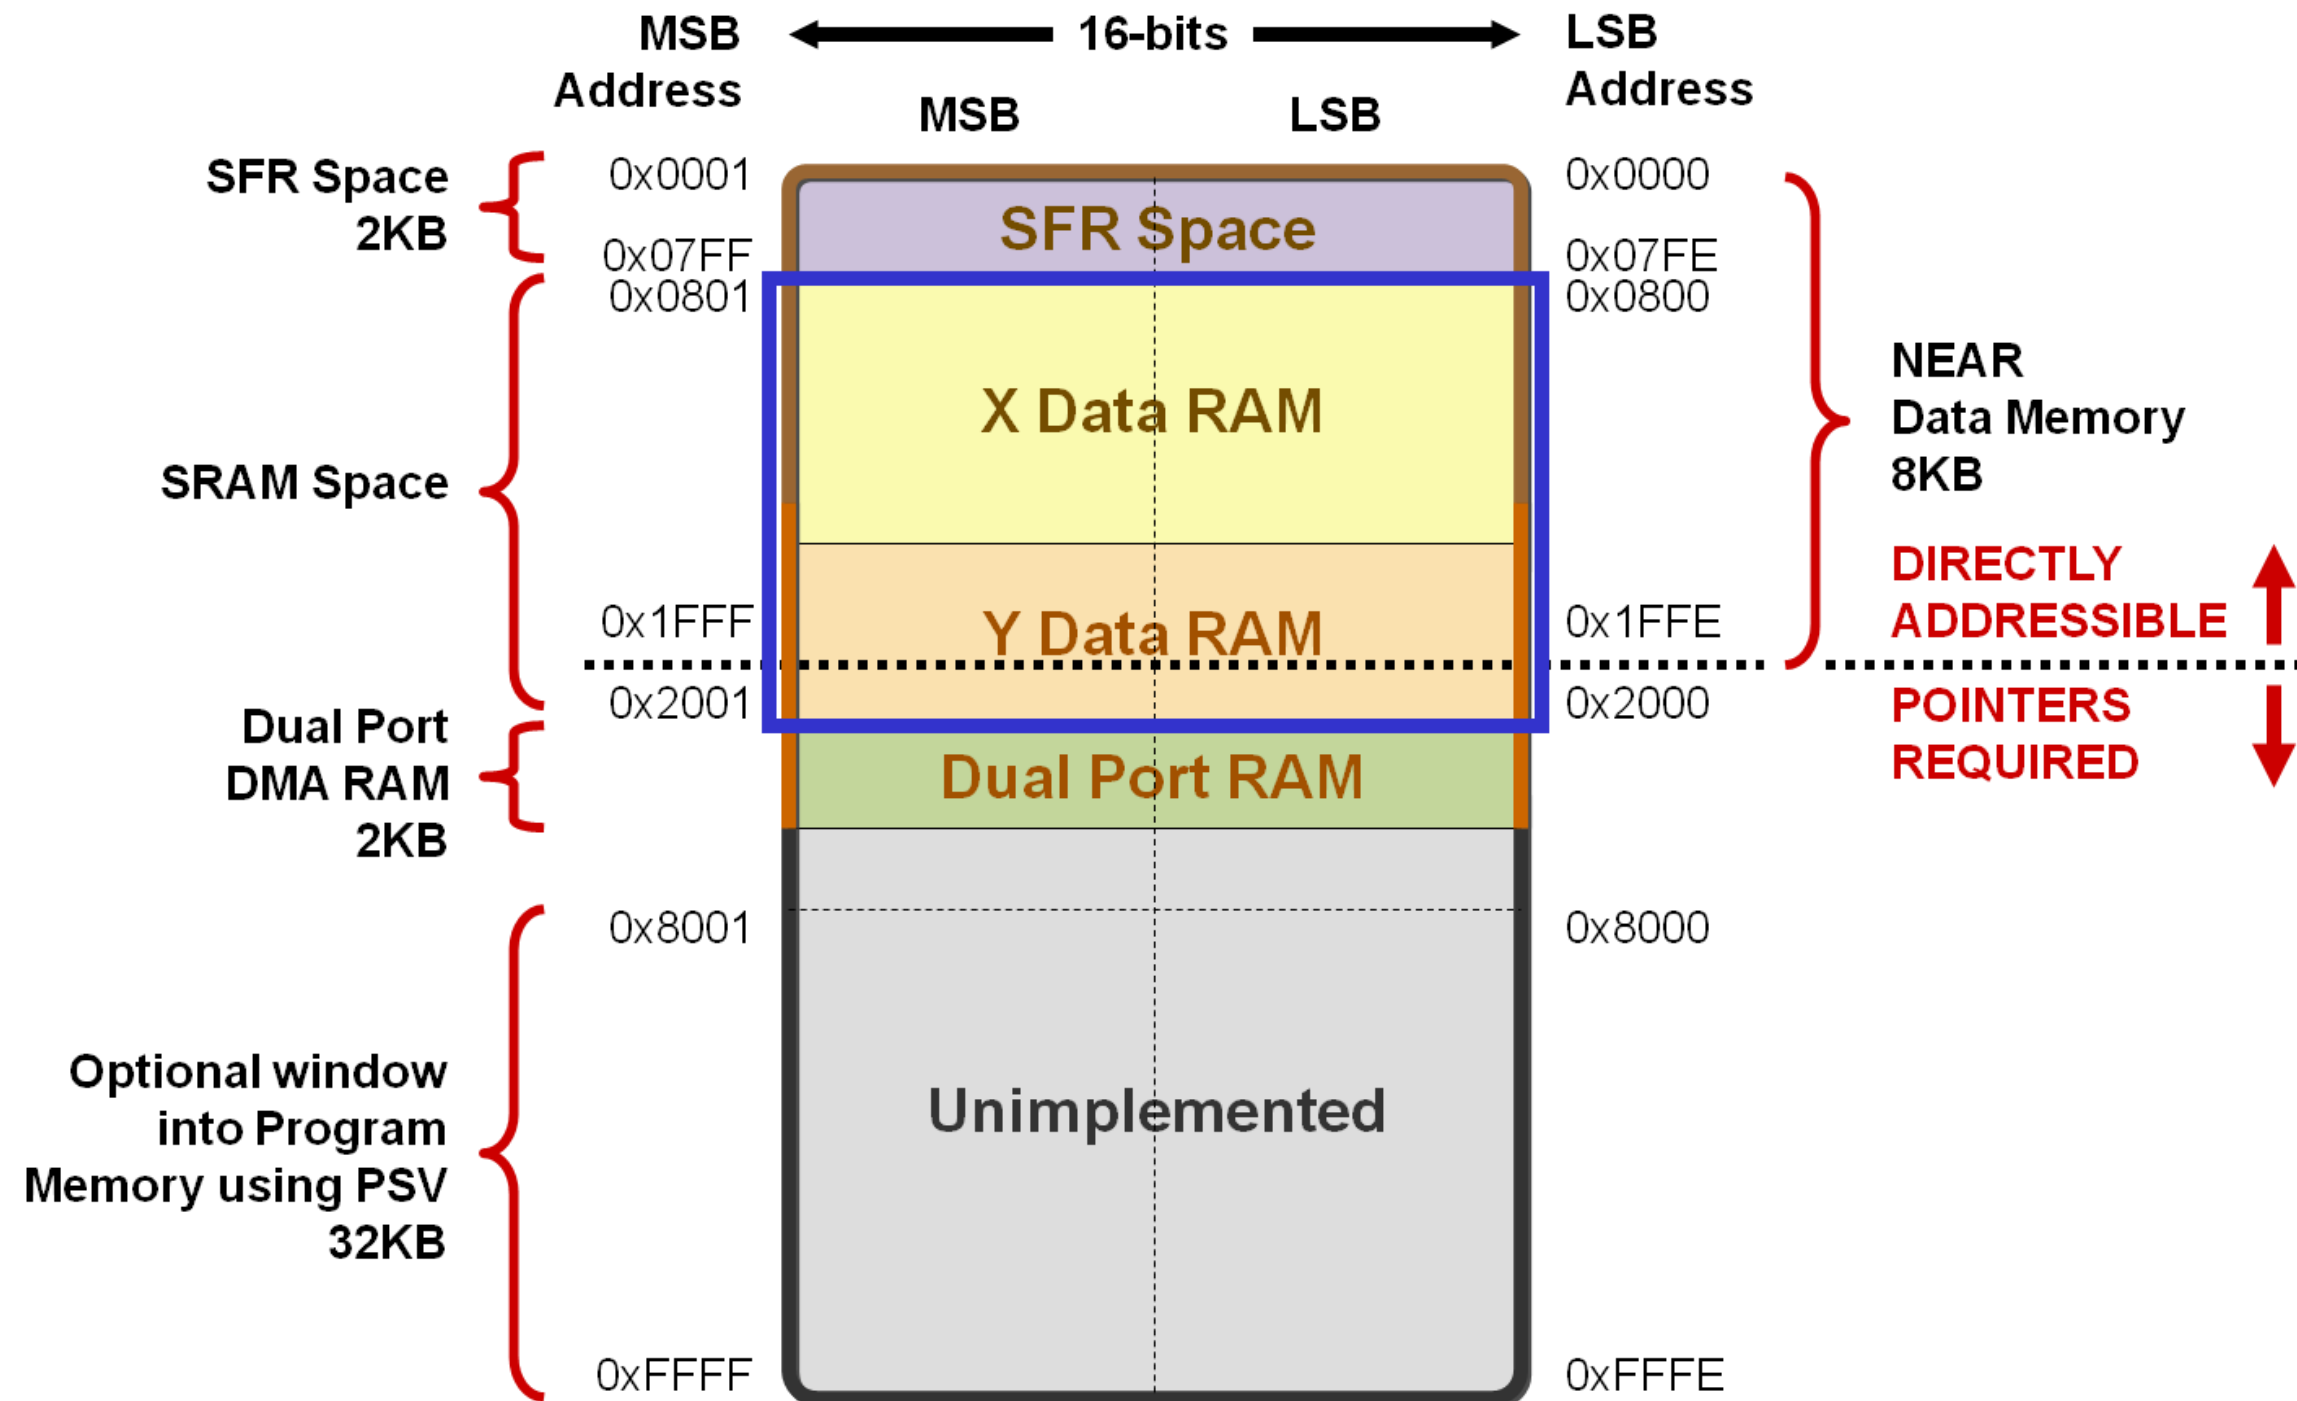 MSB
Address
16-bits
LSB
Address
MSB
LSB
SFR Space
2KB
0x0001
0x07FF
SFR Space
0x0000
0x07FE
0x0801
0x0800
X Data RAM
NEAR
Data Memory
8KB
SRAM Space
DIRECTLY
ADDRESSIBLE
0x1FFF
Y Data RAM
0x1FFE
0x2001
0x2000
POINTERS
REQUIRED
Dual Port
DMA RAM
2KB
Dual Port RAM
0x8001
0x8000
Optional window
into Program
Memory using PSV
32KB
Unimplemented
0xFFFF
0xFFFE